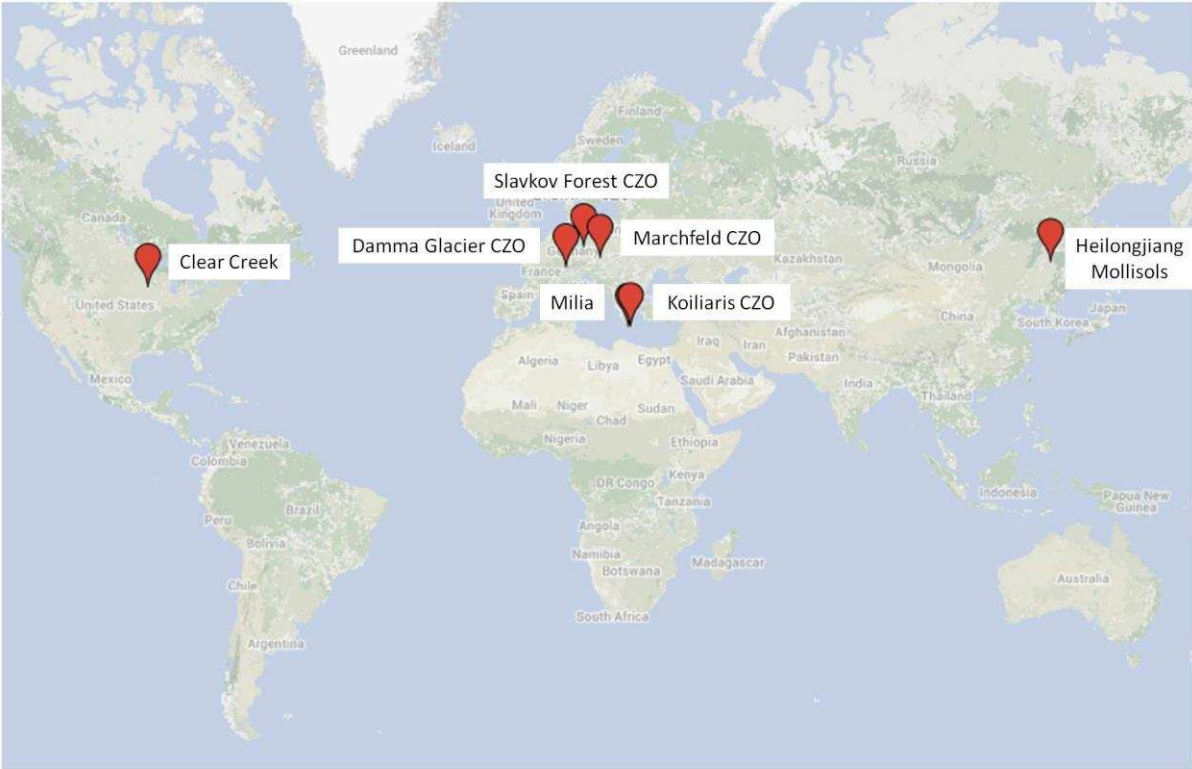 Greenland
Iceland
Finland
Sweden
Russia
Slavkov Forest CZO
United
Kingdom
Canada
Damma Glacier CZO
Marchfeld CZO
Germany
Clear Creek
Heilongjiang
Mollisols
France
Kazakhstan
Mongolia
United States
Spain
Milia
Koiliaris CZO
Japan
China
South Korea
Afghanistan
Iraq
Iran
Pakistan
Algeria
Libya
Egypt
Saudi Arabia
Mexico
India
Thailand
Mali
Niger
Sudan
Chad
Nigeria
Ethiopia
Venezuela
Colombia
Kenya
DR Congo
Tanzania
Indonesia
Papua New
Guinea
Peru
Brazil
Angola
Bolivia
Namibia
Madagascar
Botswana
Chile
Australia
South Africa
Argentina